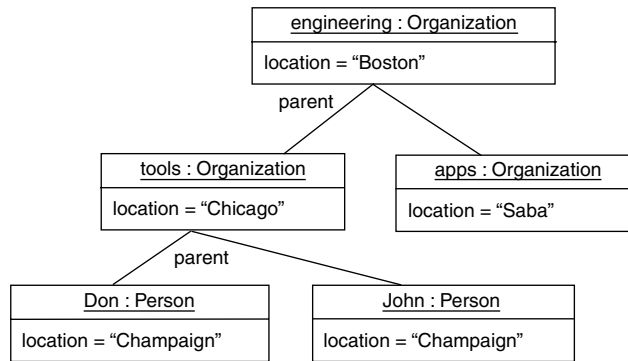 engineering : Organization
location = “Boston”
parent
tools : Organization
location = “Chicago”
apps : Organization
location = “Saba”
parent
Don : Person
location = “Champaign”
John : Person
location = “Champaign”